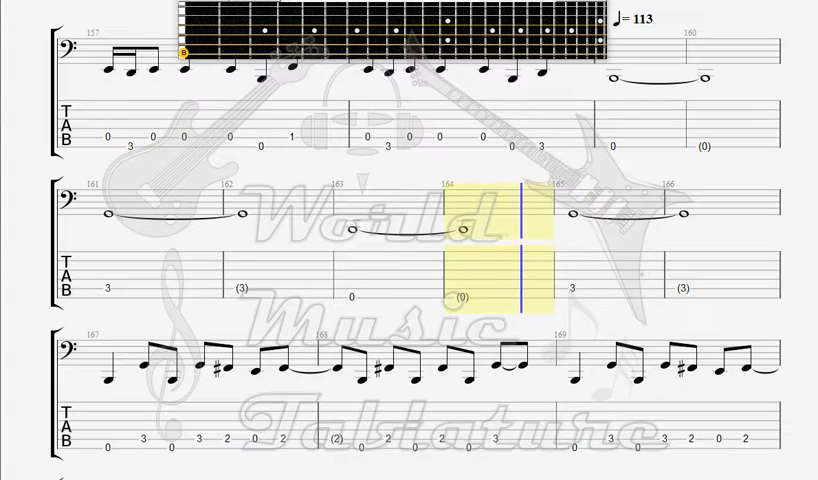 157
B
♩= 113
160
T
A
B
0 3 0 0 0 0 1 0 3 0 0 0 0 3 0 (0)
161 162 163 164 165 166
T
A
B
3 (3) 0 (0) 3 (3)
167 168 169
T
A
B
0 3 0 3 2 0 2 (2) 0 2 0 2 0 3 0 3 0 3 2 0 2
World
Music
Tablature